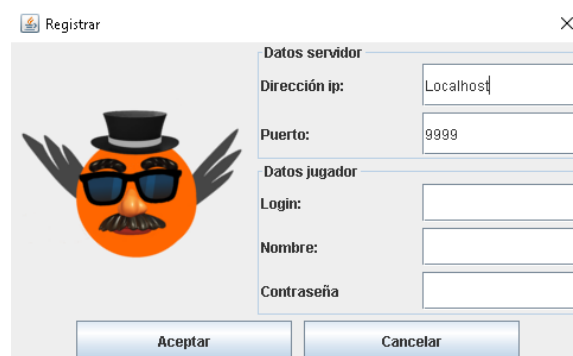 Registrar
Datos servidor
Dirección ip: Localhost
Puerto: 9999
Datos jugador
Login:
Nombre:
Contraseña
Aceptar Cancelar